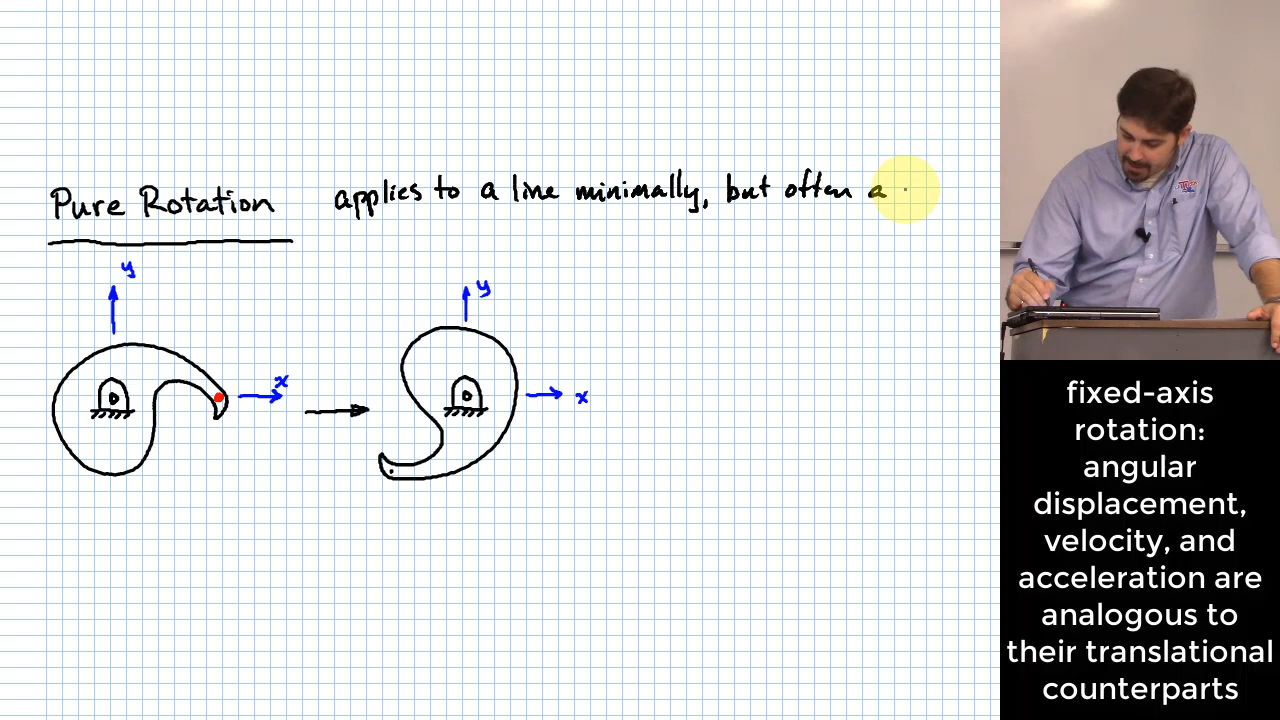 Pure Rotation
applies to a line minimally, but often a
y
x
y
x
fixed-axis
rotation:
angular
displacement,
velocity, and
acceleration are
analogous to
their translational
counterparts